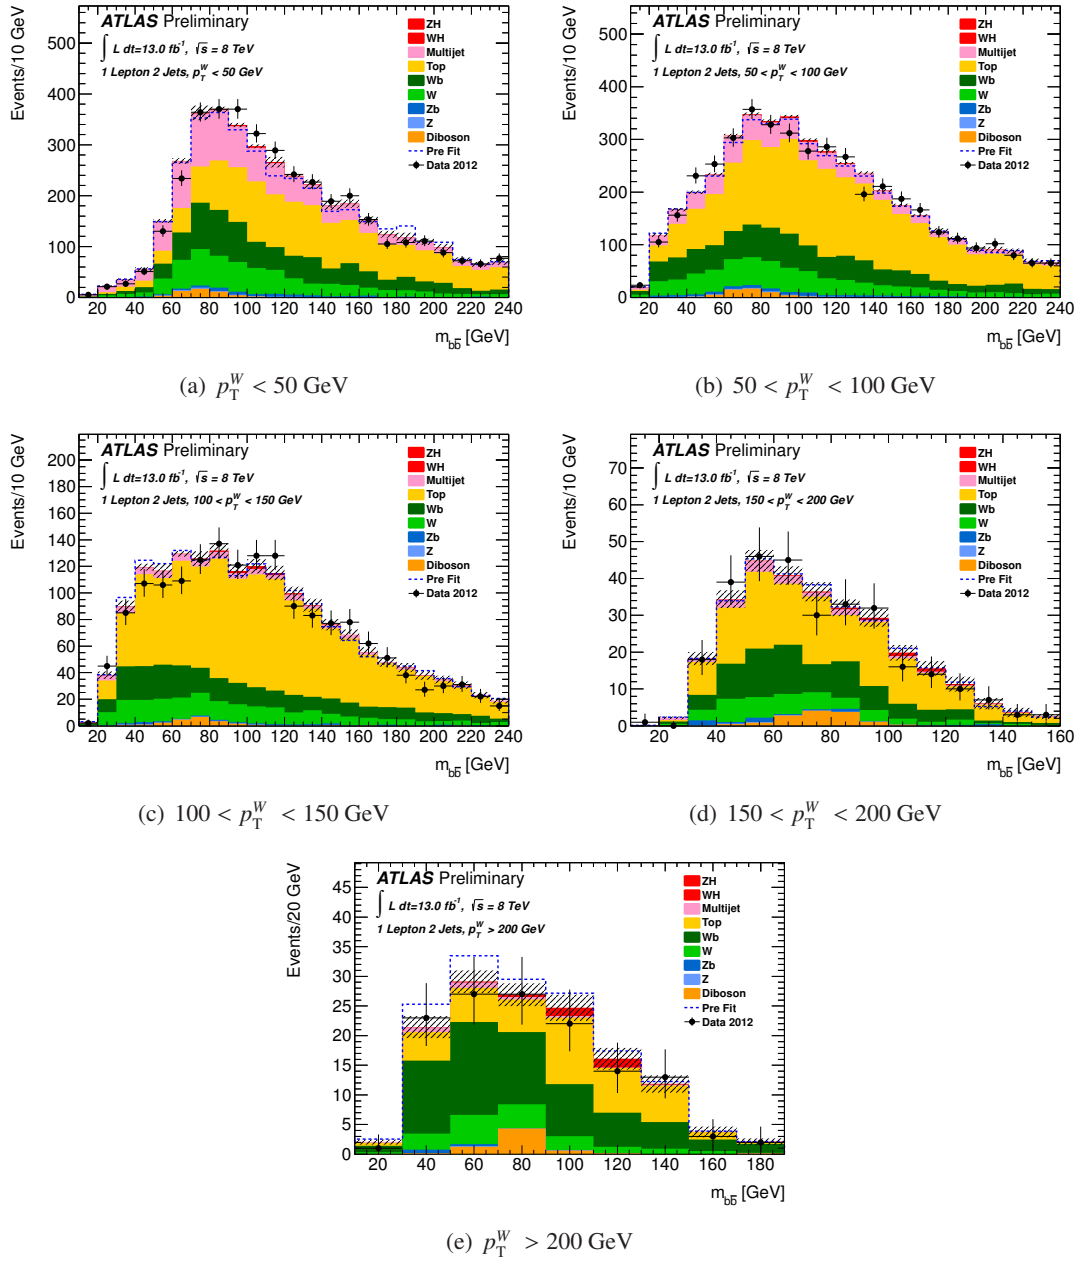 ATLAS Preliminary
∫ L dt=13.0 fb⁻¹, √s = 8 TeV
1 Lepton 2 Jets, p_T^W < 50 GeV
ZH
WH
Multijet
Top
Wb
W
Zb
Z
Diboson
Pre Fit
Data 2012
Events/10 GeV
500
400
300
200
100
0
20 40 60 80 100 120 140 160 180 200 220 240
m_bb̅ [GeV]
(a) p_T^W < 50 GeV
ATLAS Preliminary
∫ L dt=13.0 fb⁻¹, √s = 8 TeV
1 Lepton 2 Jets, 50 < p_T^W < 100 GeV
ZH
WH
Multijet
Top
Wb
W
Zb
Z
Diboson
Pre Fit
Data 2012
Events/10 GeV
500
400
300
200
100
0
20 40 60 80 100 120 140 160 180 200 220 240
m_bb̅ [GeV]
(b) 50 < p_T^W < 100 GeV
ATLAS Preliminary
∫ L dt=13.0 fb⁻¹, √s = 8 TeV
1 Lepton 2 Jets, 100 < p_T^W < 150 GeV
ZH
WH
Multijet
Top
Wb
W
Zb
Z
Diboson
Pre Fit
Data 2012
Events/10 GeV
200
180
160
140
120
100
80
60
40
20
0
20 40 60 80 100 120 140 160 180 200 220 240
m_bb̅ [GeV]
(c) 100 < p_T^W < 150 GeV
ATLAS Preliminary
∫ L dt=13.0 fb⁻¹, √s = 8 TeV
1 Lepton 2 Jets, 150 < p_T^W < 200 GeV
ZH
WH
Multijet
Top
Wb
W
Zb
Z
Diboson
Pre Fit
Data 2012
Events/10 GeV
70
60
50
40
30
20
10
0
20 40 60 80 100 120 140 160
m_bb̅ [GeV]
(d) 150 < p_T^W < 200 GeV
ATLAS Preliminary
∫ L dt=13.0 fb⁻¹, √s = 8 TeV
1 Lepton 2 Jets, p_T^W > 200 GeV
ZH
WH
Multijet
Top
Wb
W
Zb
Z
Diboson
Pre Fit
Data 2012
Events/20 GeV
45
40
35
30
25
20
15
10
5
0
20 40 60 80 100 120 140 160 180
m_bb̅ [GeV]
(e) p_T^W > 200 GeV